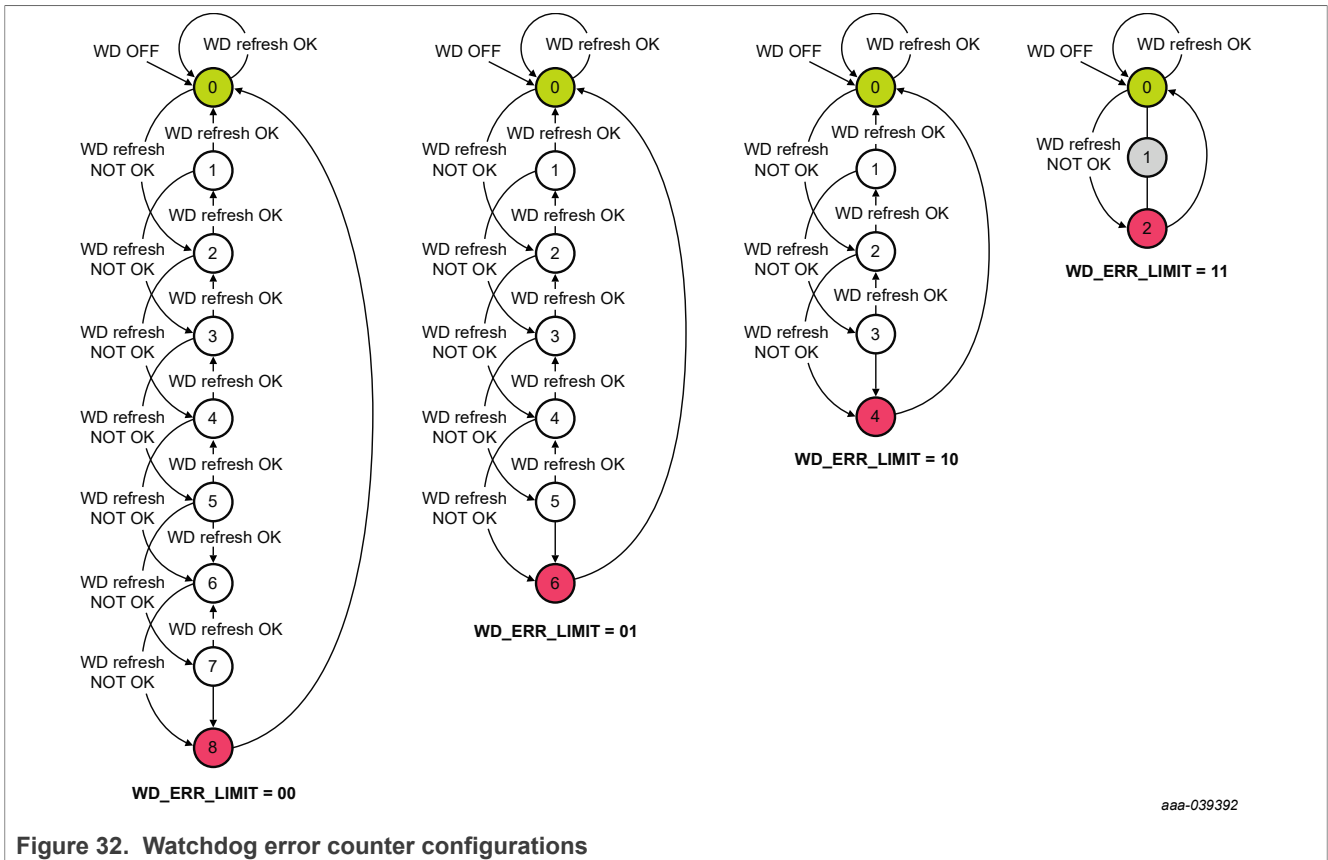 WD OFF
WD refresh OK
0
WD refresh OK
WD refresh
NOT OK
1
WD refresh OK
2
WD refresh
NOT OK
WD refresh OK
3
WD refresh
NOT OK
WD refresh OK
4
WD refresh
NOT OK
WD refresh OK
5
WD refresh
NOT OK
WD refresh OK
6
WD refresh
NOT OK
WD refresh OK
7
WD refresh
NOT OK
8
WD_ERR_LIMIT = 00
WD OFF
WD refresh OK
0
WD refresh OK
WD refresh
NOT OK
1
WD refresh OK
2
WD refresh
NOT OK
WD refresh OK
3
WD refresh
NOT OK
WD refresh OK
4
WD refresh
NOT OK
WD refresh OK
5
WD refresh
NOT OK
6
WD_ERR_LIMIT = 01
WD OFF
WD refresh OK
0
WD refresh OK
WD refresh
NOT OK
1
WD refresh OK
2
WD refresh
NOT OK
WD refresh OK
3
WD refresh
NOT OK
4
WD_ERR_LIMIT = 10
WD OFF
WD refresh OK
0
WD refresh
NOT OK
1
2
WD_ERR_LIMIT = 11
aaa-039392
Figure 32. Watchdog error counter configurations